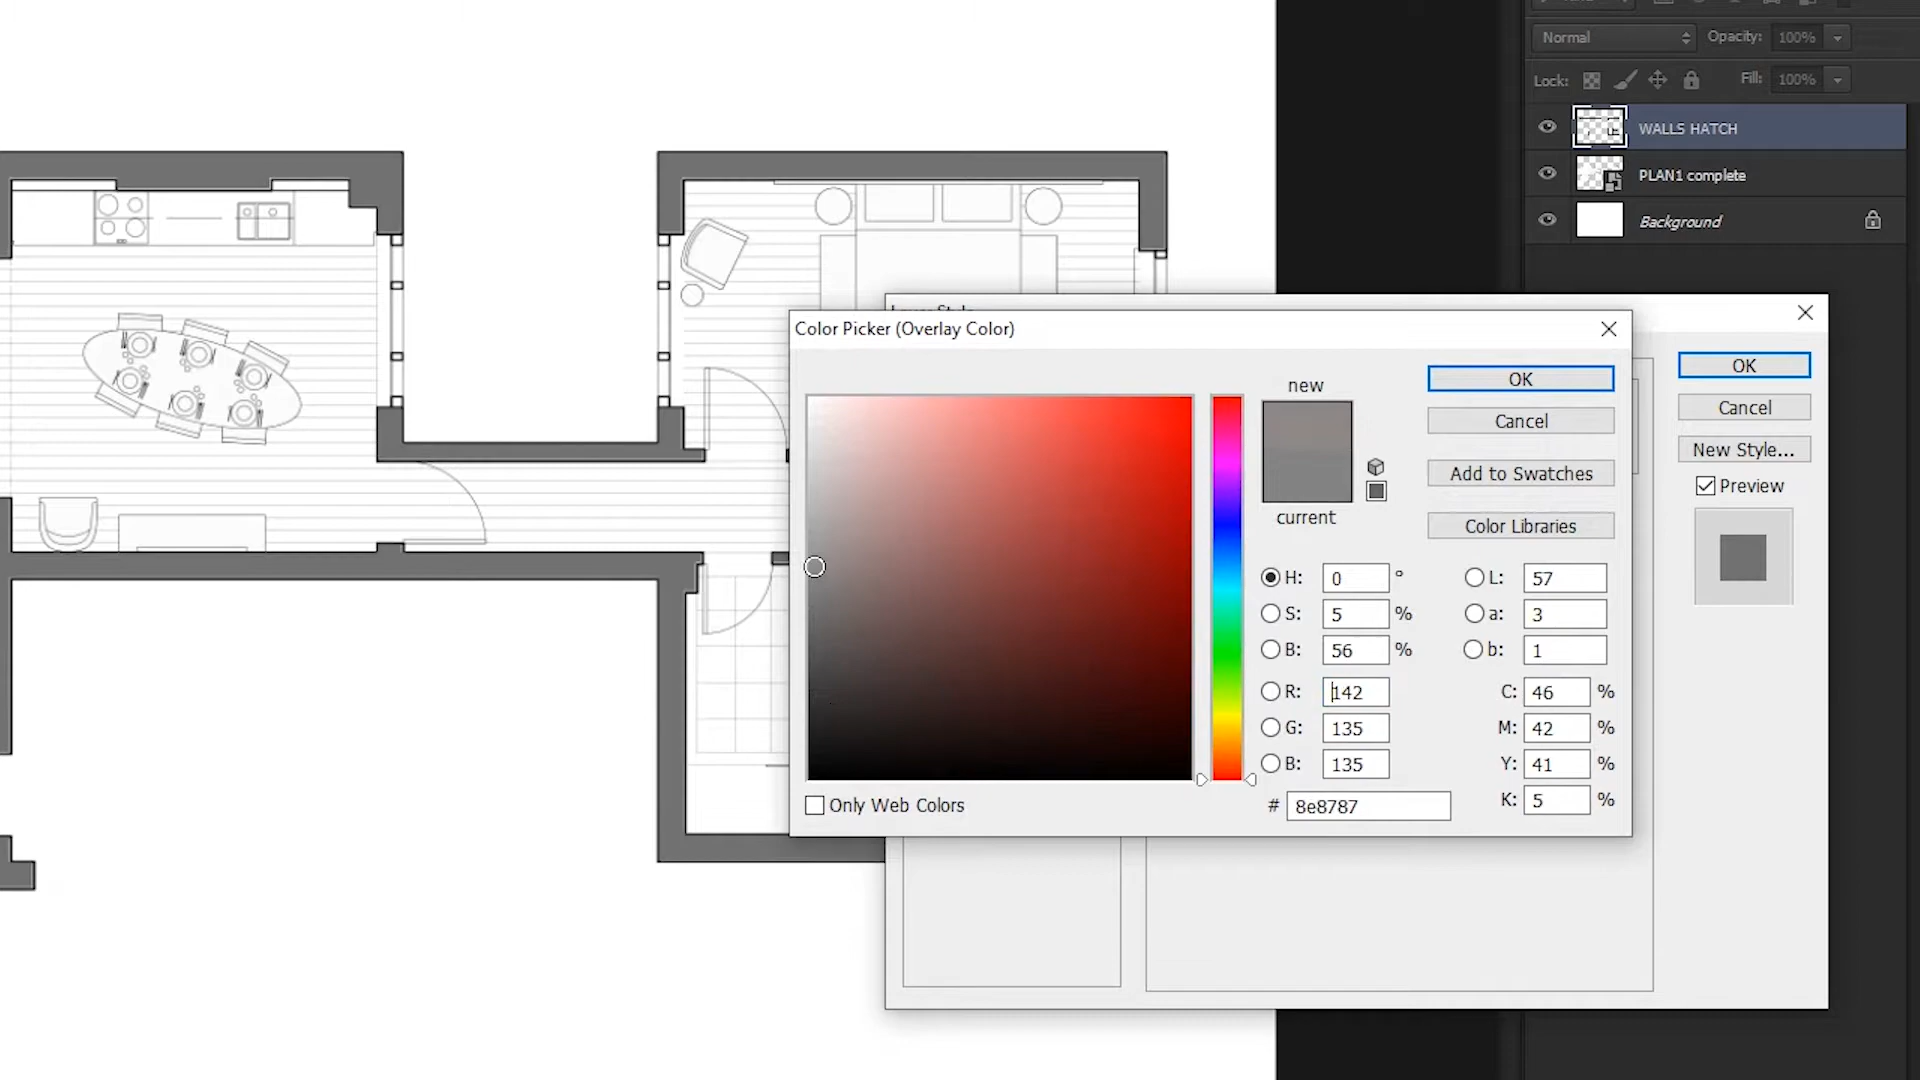 Normal
Opacity:
100%
Lock:
Fill:
100%
WALLS HATCH
PLAN1 complete
Background
Color Picker (Overlay Color)
new
current
OK
Cancel
Add to Swatches
Color Libraries
H: 0 °
S: 5 %
B: 56 %
R: 142
G: 135
B: 135
# 8e8787
L: 57
a: 3
b: 1
C: 46 %
M: 42 %
Y: 41 %
K: 5 %
Only Web Colors
OK
Cancel
New Style...
Preview